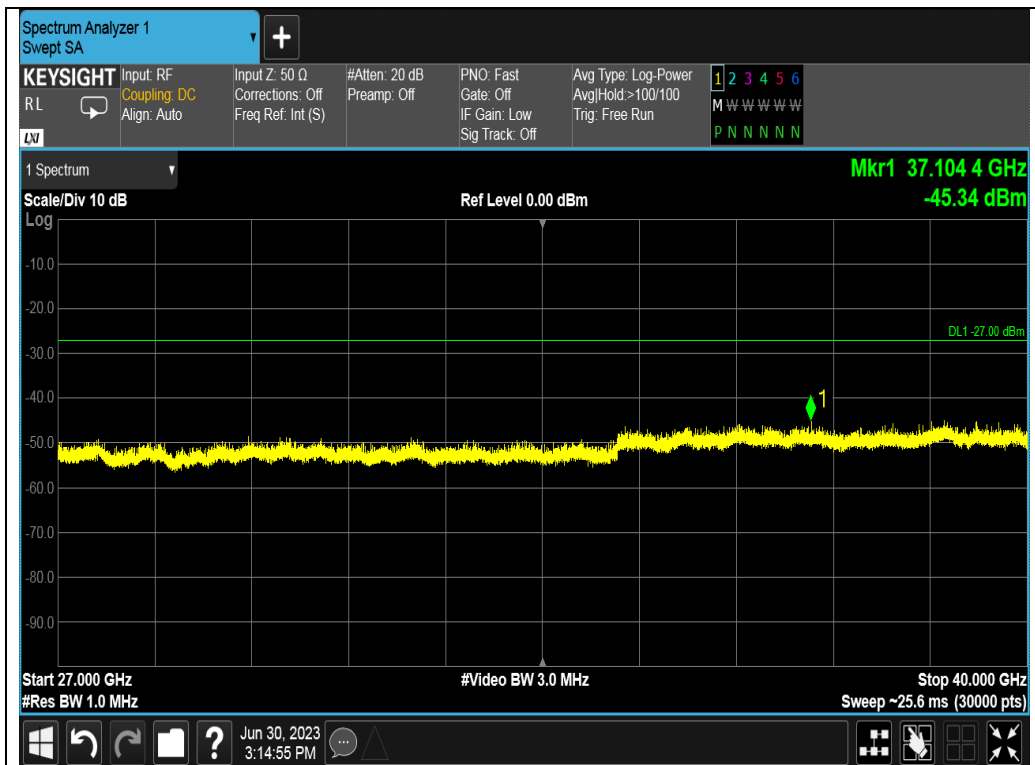 Spectrum Analyzer 1
Swept SA
KEYSIGHT
RL
LXI
Input: RF
Coupling: DC
Align: Auto
Input Z: 50 Ω
Corrections: Off
Freq Ref: Int (S)
#Atten: 20 dB
Preamp: Off
PNO: Fast
Gate: Off
IF Gain: Low
Sig Track: Off
Avg Type: Log-Power
Avg|Hold:>100/100
Trig: Free Run
1 2 3 4 5 6
M W W W W W
P N N N N N
1 Spectrum
Mkr1 37.104 4 GHz
-45.34 dBm
Scale/Div 10 dB
Ref Level 0.00 dBm
Log
-10.0
-20.0
DL1 -27.00 dBm
-30.0
-40.0
1
-50.0
-60.0
-70.0
-80.0
-90.0
Start 27.000 GHz
#Video BW 3.0 MHz
Stop 40.000 GHz
#Res BW 1.0 MHz
Sweep ~25.6 ms (30000 pts)
?
Jun 30, 2023
3:14:55 PM